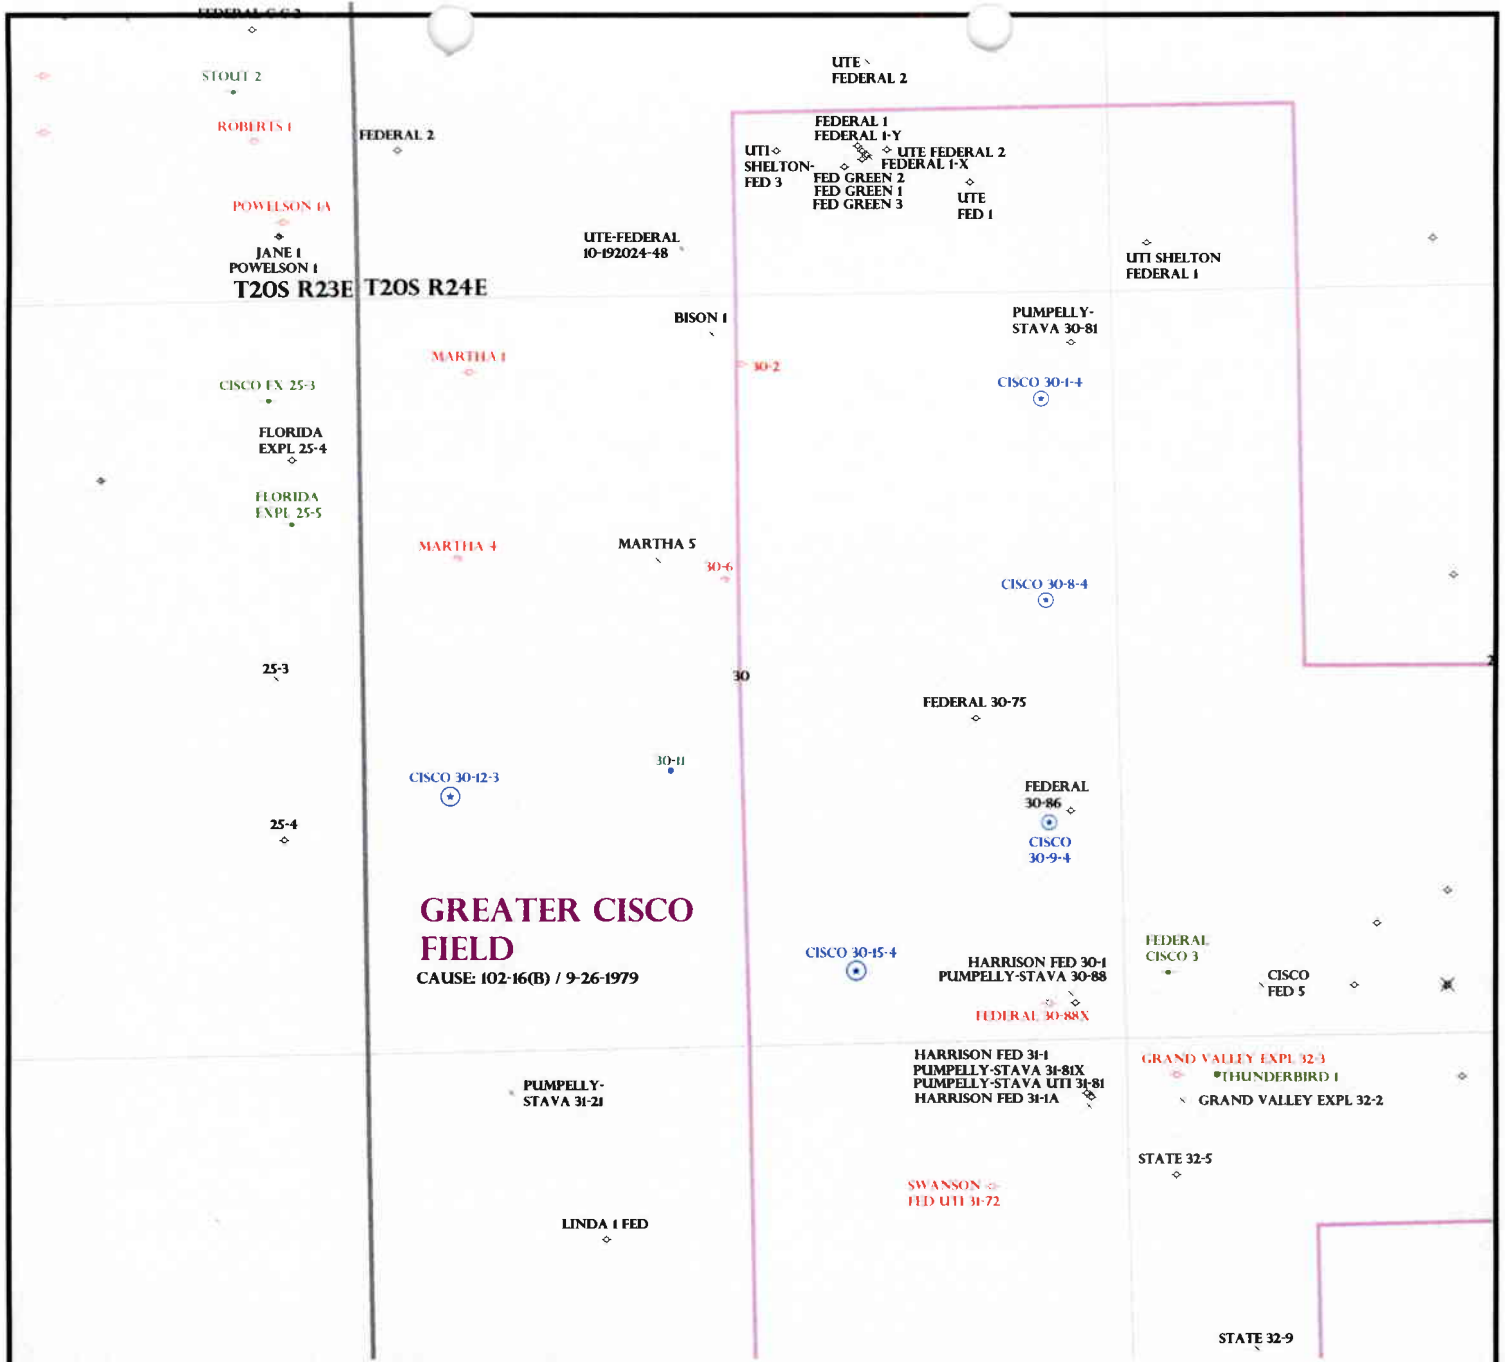 FEDERAL 6-6-2
STOUT 2
UTE
FEDERAL 2
ROBERTS 1
FEDERAL 2
FEDERAL 1
FEDERAL 1-Y
UTI
SHELTON-
FED 3
UTE FEDERAL 2
FEDERAL 1-X
FED GREEN 2
FED GREEN 1
FED GREEN 3
UTE
FED 1
POWELSON 1A
JANE 1
POWELSON 1
UTE-FEDERAL
10-192024-48
UTI SHELTON
FEDERAL 1
T20S R23E
T20S R24E
BISON 1
PUMPELLY-
STAVA 30-81
MARTHA 1
30-2
CISCO FX 25-3
CISCO 30-1-4
FLORIDA
EXPL 25-4
FLORIDA
EXPL 25-5
MARTHA 4
MARTHA 5
30-6
CISCO 30-8-4
25-3
30
2
FEDERAL 30-75
30-11
CISCO 30-12-3
FEDERAL
30-86
25-4
CISCO
30-9-4
GREATER CISCO
FIELD
CAUSE: 102-16(B) / 9-26-1979
CISCO 30-15-4
HARRISON FED 30-1
PUMPELLY-STAVA 30-88
FEDERAL 30-88X
FEDERAL
CISCO 3
CISCO
FED 5
HARRISON FED 31-1
PUMPELLY-STAVA 31-81X
PUMPELLY-STAVA UTI 31-81
HARRISON FED 31-1A
GRAND VALLEY EXPL 32-3
THUNDERBIRD 1
GRAND VALLEY EXPL 32-2
PUMPELLY-
STAVA 31-21
STATE 32-5
SWANSON
FED UTI 31-72
LINDA 1 FED
STATE 32-9